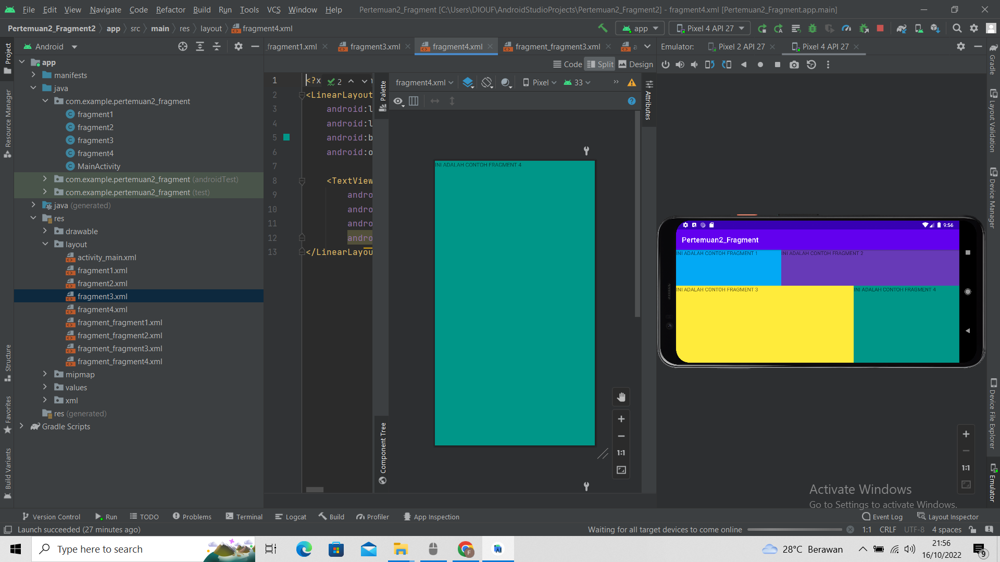 File Edit View Navigate Code Refactor Build Run Tools VCS Window Help Pertemuan2_Fragment [C:\Users\DIOUF\AndroidStudioProjects\Pertemuan2_Fragment2] - fragment4.xml [Pertemuan2_Fragment.app.main]
Pertemuan2_Fragment2 app src main res layout fragment4.xml app Pixel 4 API 27
Android _fragment1.xml fragment3.xml fragment4.xml fragment_fragment3.xml a Emulator: Pixel 2 API 27 Pixel 4 API 27
Code Split Design
Project
Resource Manager
Structure
Favorites
Build Variants
app
manifests
java
com.example.pertemuan2_fragment
fragment1
fragment2
fragment3
fragment4
MainActivity
com.example.pertemuan2_fragment (androidTest)
com.example.pertemuan2_fragment (test)
java (generated)
res
drawable
layout
activity_main.xml
fragment1.xml
fragment2.xml
fragment3.xml
fragment4.xml
fragment_fragment1.xml
fragment_fragment2.xml
fragment_fragment3.xml
fragment_fragment4.xml
mipmap
values
xml
res (generated)
Gradle Scripts
1 <?x 2
2 <LinearLayout
3 android:l
4 android:l
5 android:b
6 android:o
7
8 <TextView
9 andro
10 andro
11 andro
12 andro
13 </LinearLayou
Palette
Component Tree
fragment4.xml Pixel 33
Attributes
INI ADALAH CONTOH FRAGMENT 4
1:1
9:56
Pertemuan2_Fragment
INI ADALAH CONTOH FRAGMENT 1 INI ADALAH CONTOH FRAGMENT 2
INI ADALAH CONTOH FRAGMENT 3 INI ADALAH CONTOH FRAGMENT 4
1:1
Activate Windows
Go to Settings to activate Windows.
Gradle
Layout Validation
Device Manager
Device File Explorer
Emulator
Version Control Run TODO Problems Terminal Logcat Build Profiler App Inspection Event Log Layout Inspector
Launch succeeded (27 minutes ago) Waiting for all target devices to come online 1:1 CRLF UTF-8 4 spaces
Type here to search 28°C Berawan 21:56
16/10/2022 9